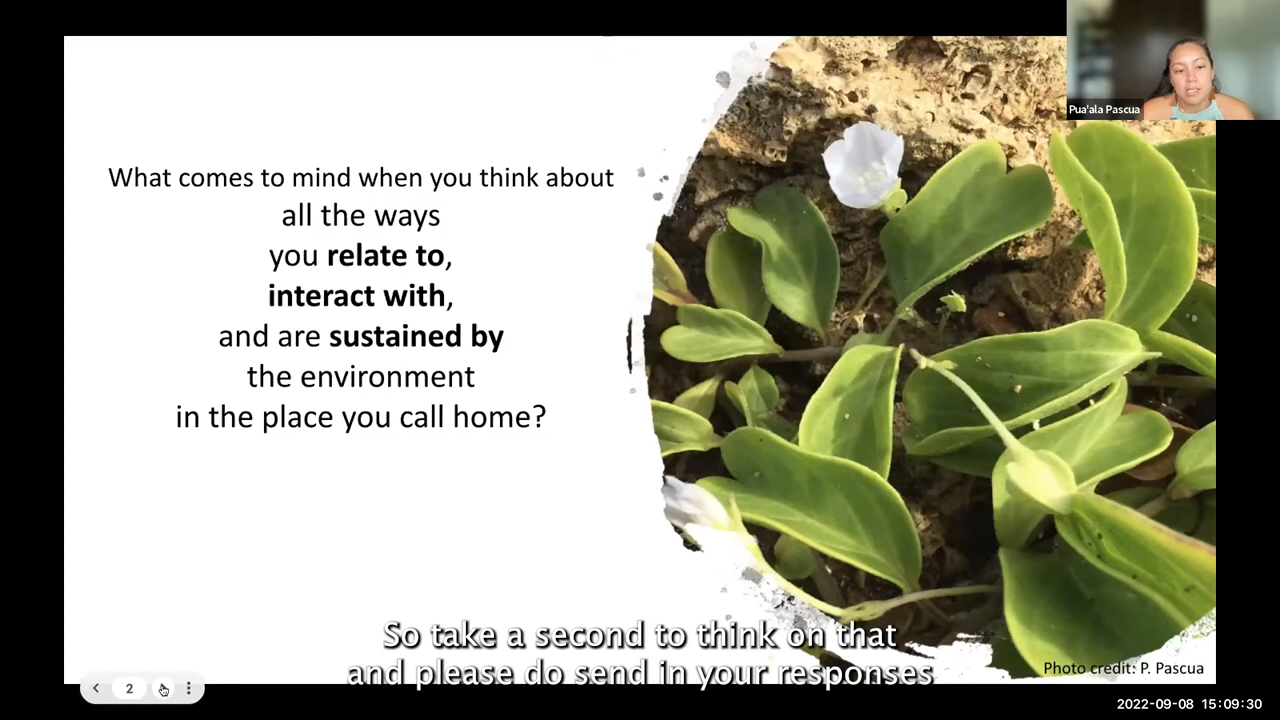 Pua'ala Pascua
What comes to mind when you think about
all the ways
you relate to,
interact with,
and are sustained by
the environment
in the place you call home?
So take a second to think on that
and please do send in your responses
Photo credit: P. Pascua
2
2022-09-08 15:09:30